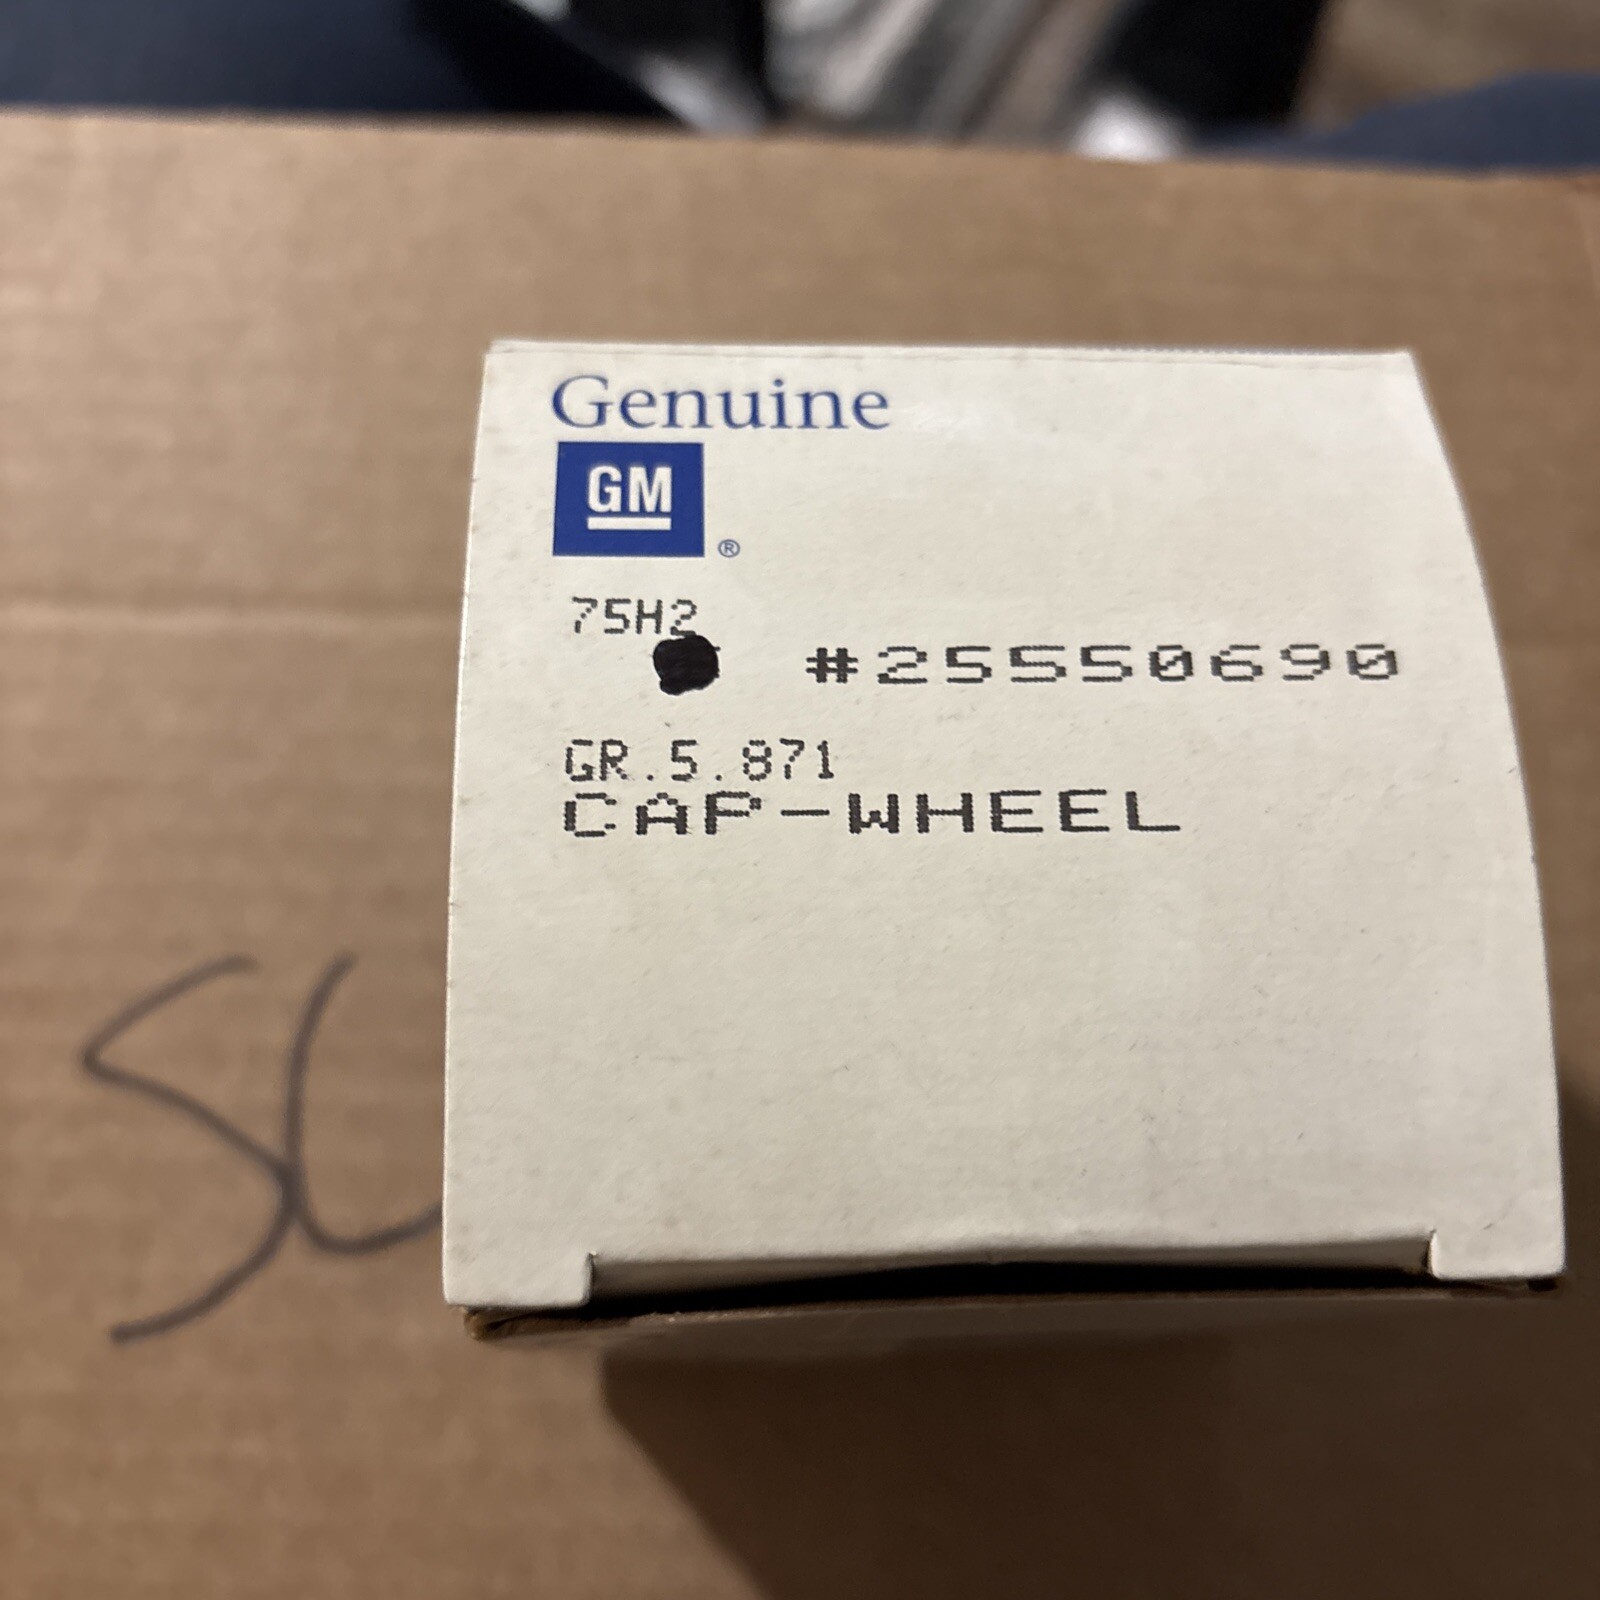 Genuine
GM
®
75H2
#25550690
GR.5.871
CAP-WHEEL